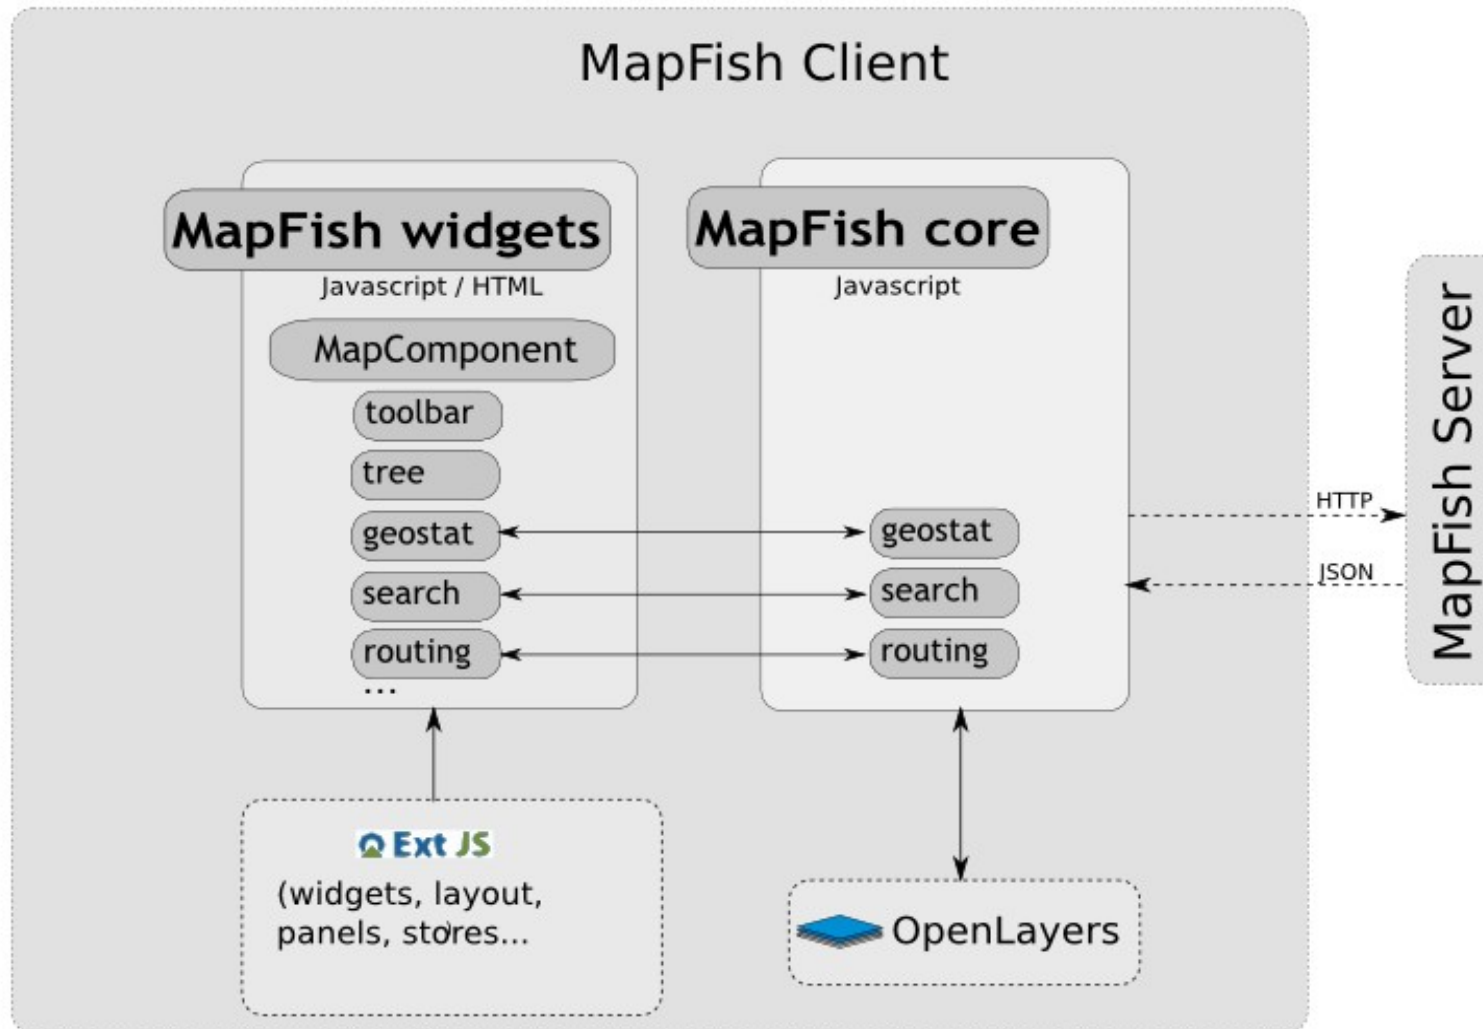 MapFish Client
MapFish widgets
Javascript / HTML
MapComponent
toolbar
tree
geostat
search
routing
...
MapFish core
Javascript
geostat
search
routing
HTTP
JSON
MapFish Server
Ext JS
(widgets, layout,
panels, stores...
OpenLayers